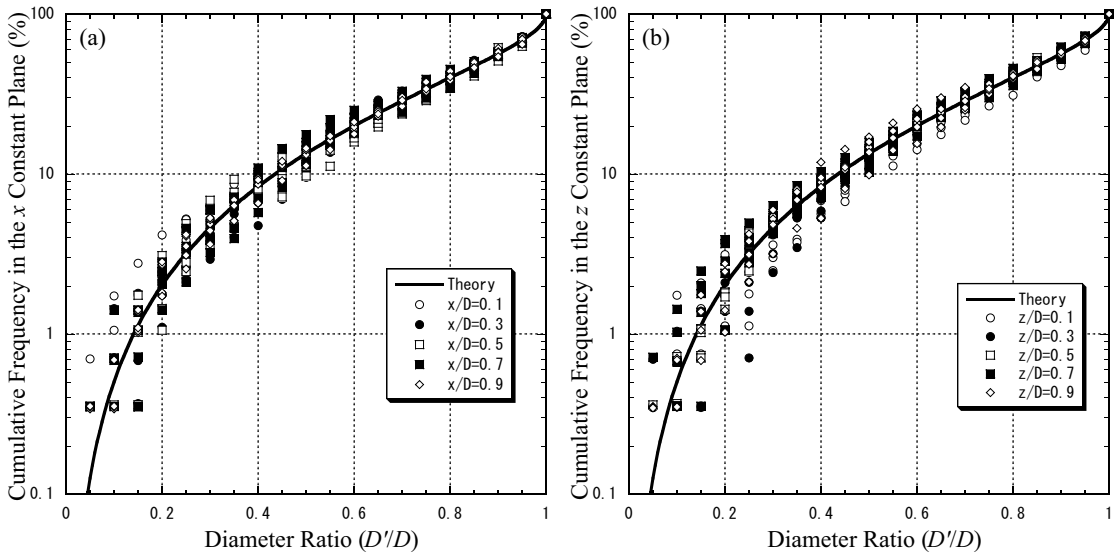 (a)
Cumulative Frequency in the x Constant Plane (%)
100
10
1
0.1
Theory
x/D=0.1
x/D=0.3
x/D=0.5
x/D=0.7
x/D=0.9
0 0.2 0.4 0.6 0.8 1
Diameter Ratio (D'/D)
(b)
Cumulative Frequency in the z Constant Plane (%)
100
10
1
0.1
Theory
z/D=0.1
z/D=0.3
z/D=0.5
z/D=0.7
z/D=0.9
0 0.2 0.4 0.6 0.8 1
Diameter Ratio (D'/D)